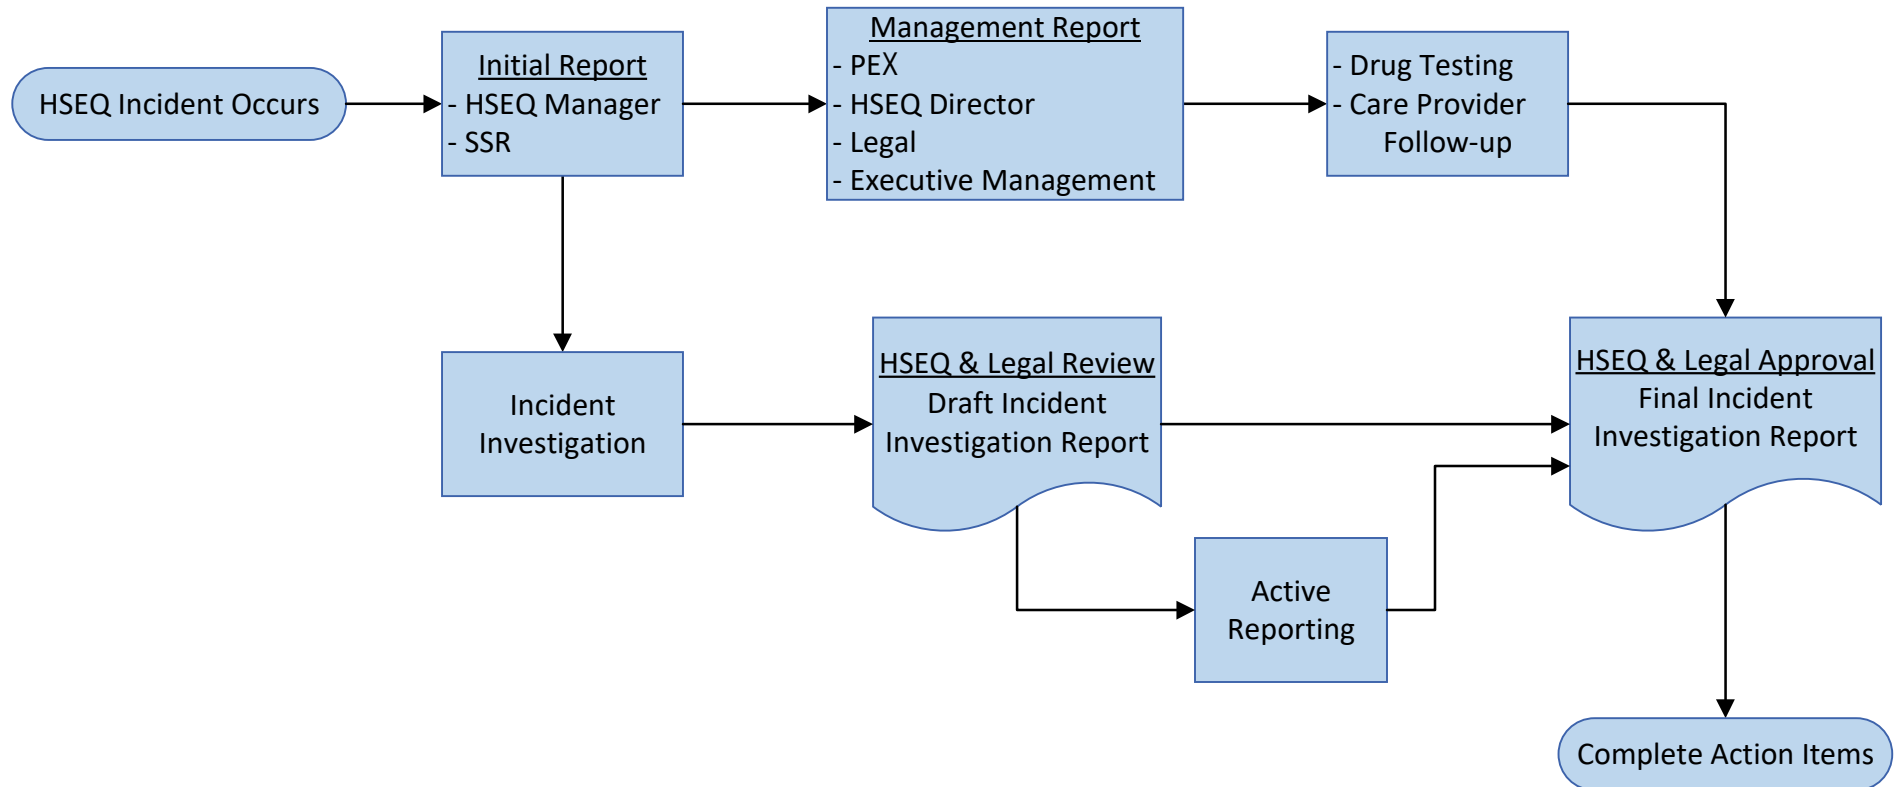 HSEQ Incident Occurs
Initial Report
- HSEQ Manager
- SSR
Management Report
- PEX
- HSEQ Director
- Legal
- Executive Management
- Drug Testing
- Care Provider
Follow-up
Incident
Investigation
HSEQ & Legal Review
Draft Incident
Investigation Report
HSEQ & Legal Approval
Final Incident
Investigation Report
Active
Reporting
Complete Action Items